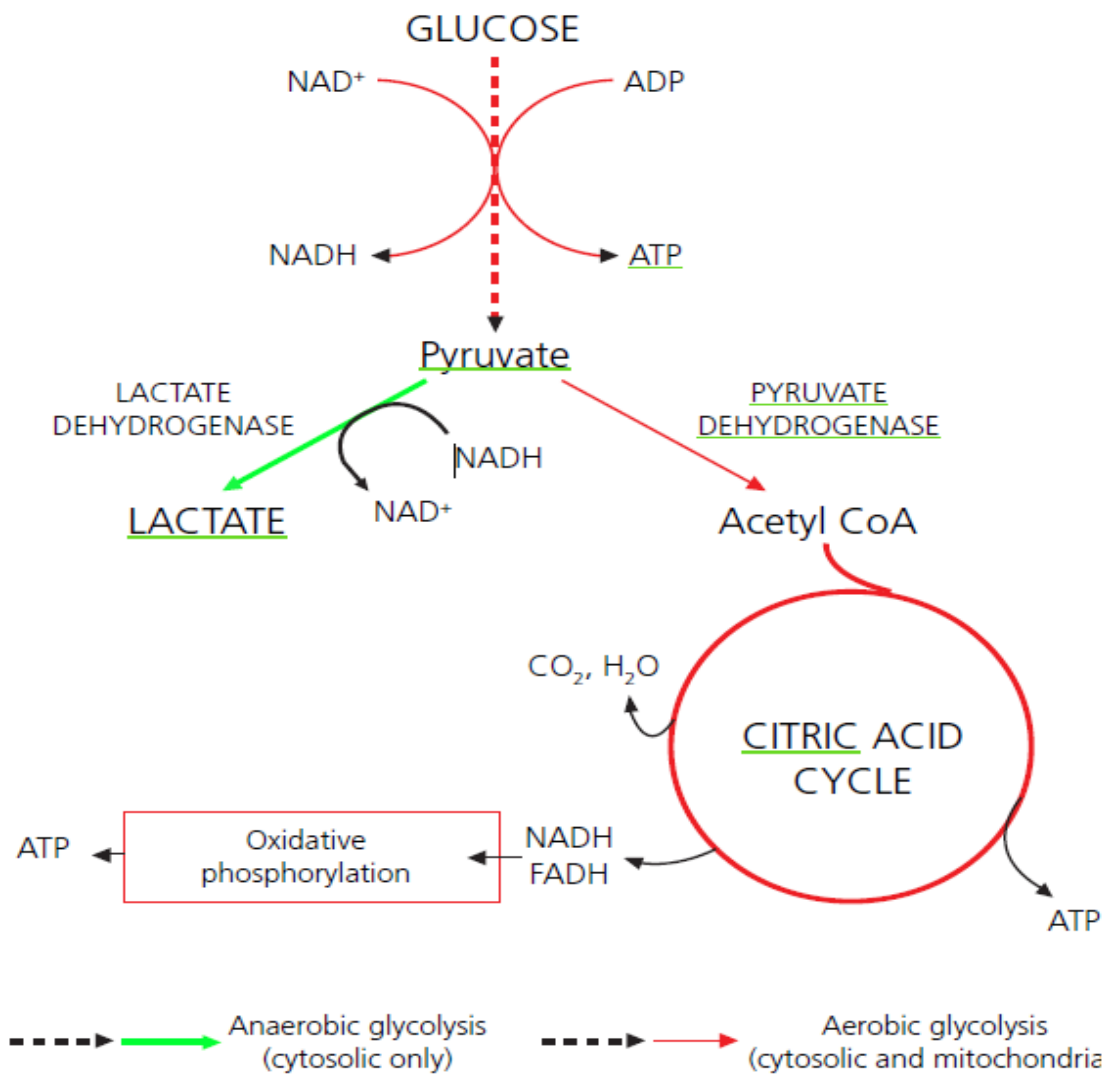 GLUCOSE
NAD⁺
ADP
NADH
ATP
Pyruvate
LACTATE
DEHYDROGENASE
PYRUVATE
DEHYDROGENASE
NADH
NAD⁺
LACTATE
Acetyl CoA
CO₂, H₂O
CITRIC ACID
CYCLE
Oxidative
phosphorylation
ATP
NADH
FADH
ATP
Anaerobic glycolysis
(cytosolic only)
Aerobic glycolysis
(cytosolic and mitochondria